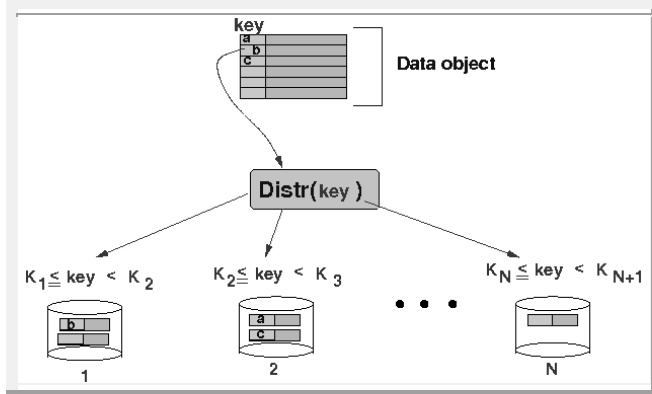 key
a
b
c
Data object
Distr(key )
K1 ≤ key < K2
K2 ≤ key < K3
• • •
KN ≤ key < KN+1
b
a
c
1
2
N